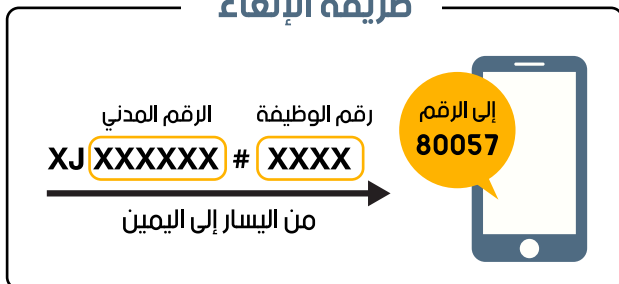 طريقة الإلغاء
إلى الرقم
80057
رقم الوظيفة
الرقم المدني
XJ XXXXXX # XXXX
من اليسار إلى اليمين